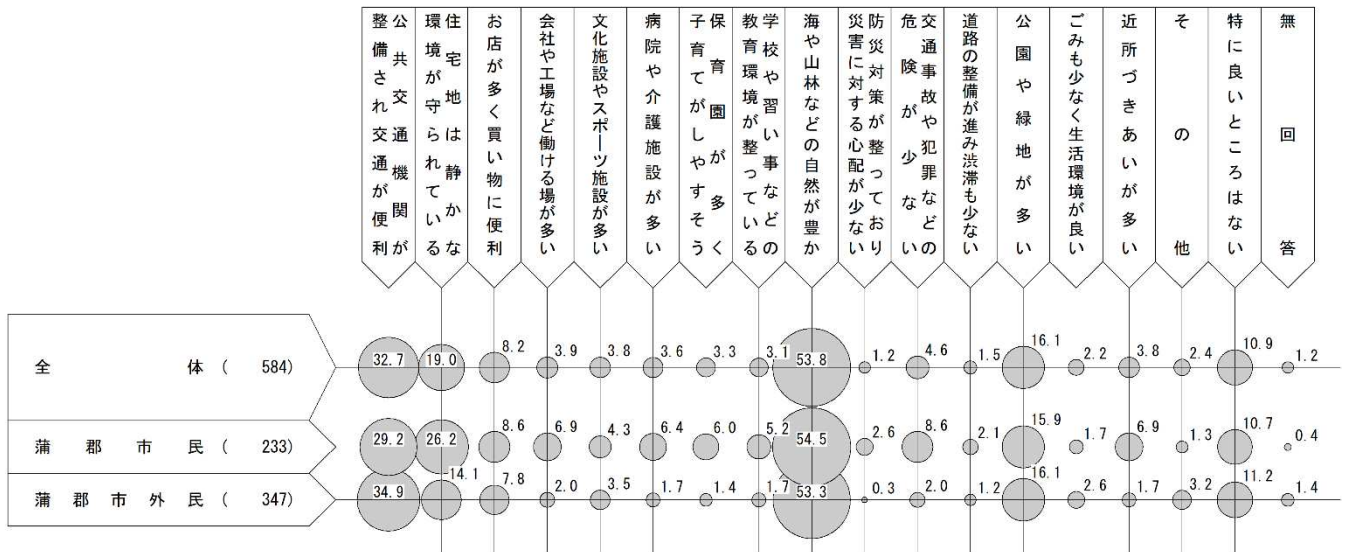 公共交通機関が
整備され交通が便利
住宅地は静かな
環境が守られている
お店が多く買い物に便利
会社や工場など働ける場が多い
文化施設やスポーツ施設が多い
病院や介護施設が多い
保育園が多く
子育てがしやすそう
学校や習い事などの
教育環境が整っている
海や山林などの自然が豊か
防災対策が整っており
災害に対する心配が少ない
交通事故や犯罪などの
危険が少ない
道路の整備が進み渋滞も少ない
公園や緑地が多い
ごみも少なく生活環境が良い
近所づきあいが多い
その他
特に良いところはない
無回答
全体( 584) 32.7 19.0 8.2 3.9 3.8 3.6 3.3 3.1 53.8 1.2 4.6 1.5 16.1 2.2 3.8 2.4 10.9 1.2
蒲郡市民( 233) 29.2 26.2 8.6 6.9 4.3 6.4 6.0 5.2 54.5 2.6 8.6 2.1 15.9 1.7 6.9 1.3 10.7 0.4
蒲郡市外民( 347) 34.9 14.1 7.8 2.0 3.5 1.7 1.4 1.7 53.3 0.3 2.0 1.2 16.1 2.6 1.7 3.2 11.2 1.4